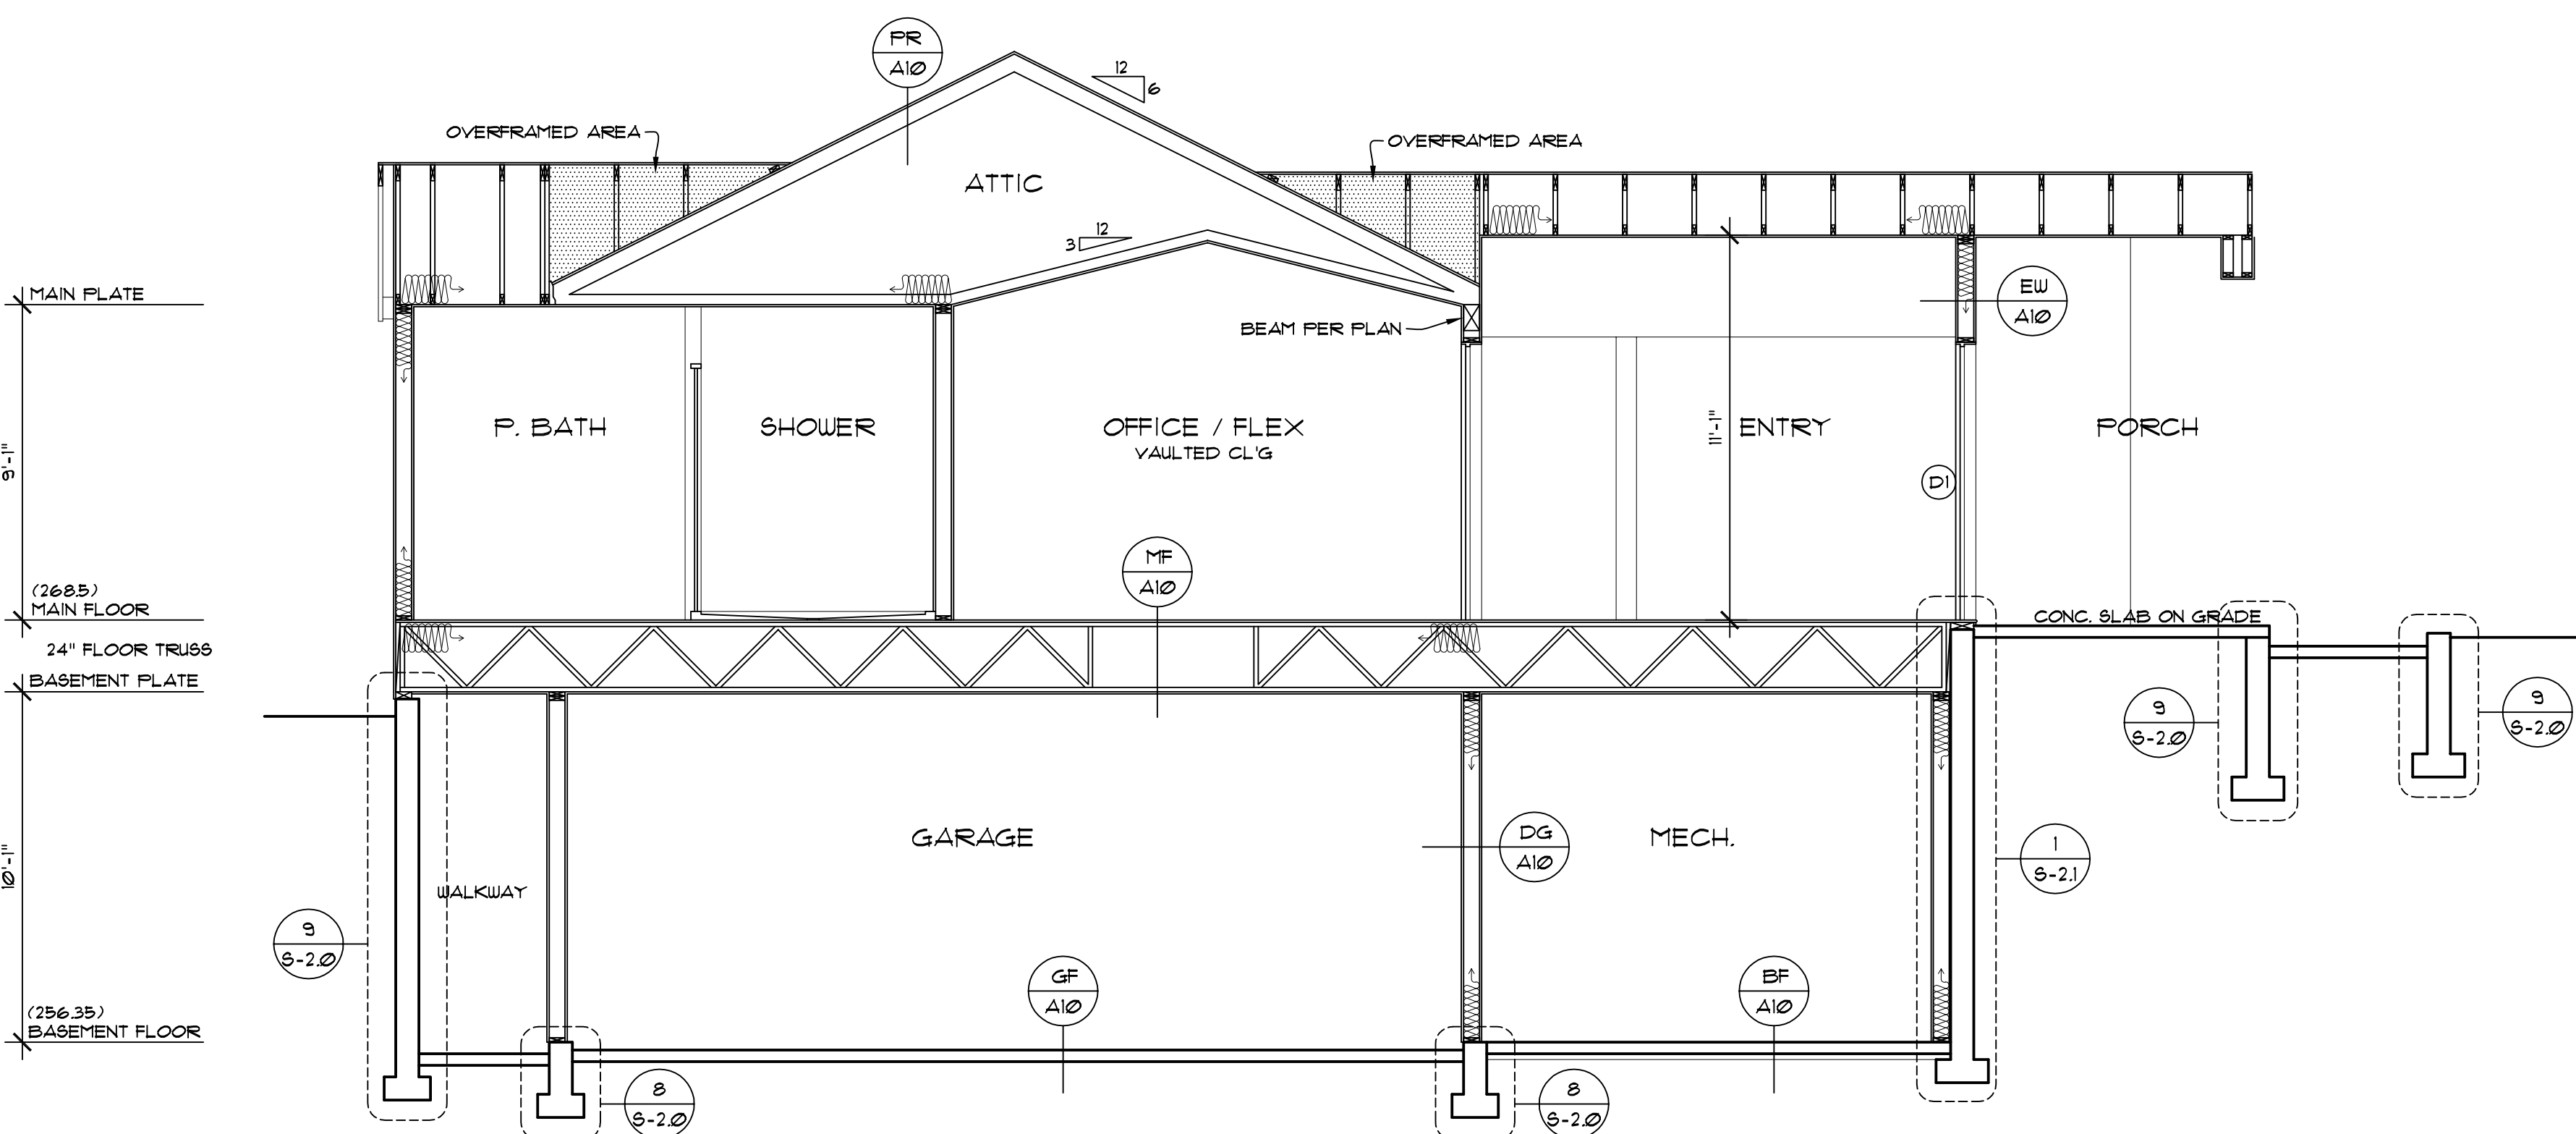 PR
A10
12
6
OVERFRAMED AREA
OVERFRAMED AREA
ATTIC
12
3
MAIN PLATE
EW
A10
BEAM PER PLAN
9'-1"
P. BATH
SHOWER
OFFICE / FLEX
VAULTED CL'G
11'-1"
ENTRY
PORCH
D1
MF
A10
(268.5)
MAIN FLOOR
CONC. SLAB ON GRADE
24" FLOOR TRUSS
BASEMENT PLATE
9
S-2.0
9
S-2.0
GARAGE
DG
A10
MECH.
1
S-2.1
10'-1"
WALKWAY
9
S-2.0
GF
A10
BF
A10
(256.35)
BASEMENT FLOOR
8
S-2.0
8
S-2.0